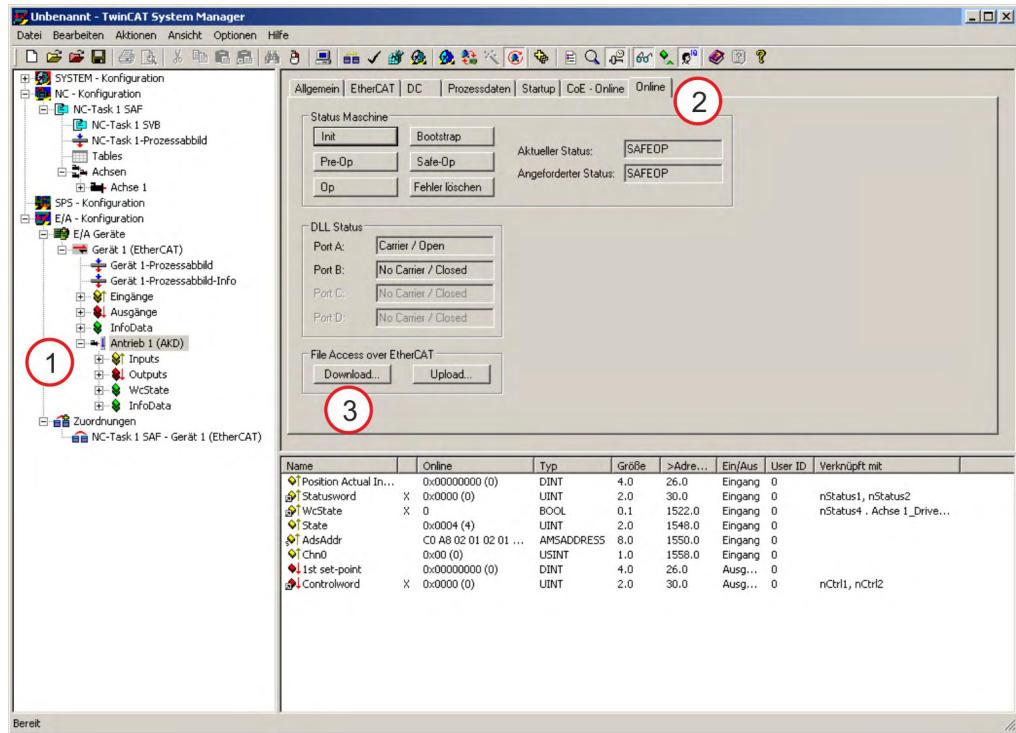 Unbenannt - TwinCAT System Manager
Datei Bearbeiten Aktionen Ansicht Optionen Hilfe
SYSTEM - Konfiguration
NC - Konfiguration
NC-Task 1 SAF
NC-Task 1 SVB
NC-Task 1-Prozessabbild
Tables
Achsen
Achse 1
SPS - Konfiguration
E/A - Konfiguration
E/A Geräte
Gerät 1 (EtherCAT)
Gerät 1-Prozessabbild
Gerät 1-Prozessabbild-Info
Eingänge
Ausgänge
InfoData
Antrieb 1 (AKD)
1
Inputs
Outputs
WcState
InfoData
Zuordnungen
NC-Task 1 SAF - Gerät 1 (EtherCAT)
Allgemein EtherCAT DC Prozessdaten Startup CoE - Online Online
2
Status Maschine
Init Bootstrap
Pre-Op Safe-Op
Op Fehler löschen
Aktueller Status: SAFEOP
Angeforderter Status: SAFEOP
DLL Status
Port A: Carrier / Open
Port B: No Carrier / Closed
Port C: No Carrier / Closed
Port D: No Carrier / Closed
File Access over EtherCAT
Download... Upload...
3
Name Online Typ Größe >Adre... Ein/Aus User ID Verknüpft mit
Position Actual In... 0x00000000 (0) DINT 4.0 26.0 Eingang 0
Statusword X 0x0000 (0) UINT 2.0 30.0 Eingang 0 nStatus1, nStatus2
WcState X 0 BOOL 0.1 1522.0 Eingang 0 nStatus4 . Achse 1_Drive...
State 0x0004 (4) UINT 2.0 1548.0 Eingang 0
AdsAddr C0 A8 02 01 02 01 ... AMSADDRESS 8.0 1550.0 Eingang 0
Chn0 0x00 (0) USINT 1.0 1558.0 Eingang 0
1st set-point 0x00000000 (0) DINT 4.0 26.0 Ausg... 0
Controlword X 0x0000 (0) UINT 2.0 30.0 Ausg... 0 nCtrl1, nCtrl2
Bereit